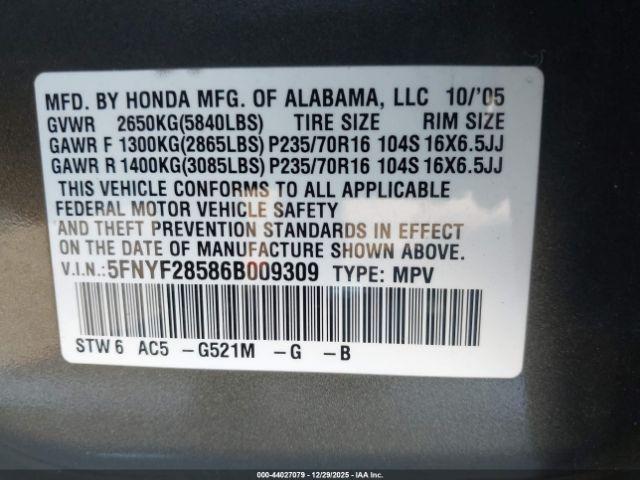 MFD. BY HONDA MFG. OF ALABAMA, LLC 10/'05
GVWR 2650KG(5840LBS) TIRE SIZE RIM SIZE
GAWR F 1300KG(2865LBS) P235/70R16 104S 16X6.5JJ
GAWR R 1400KG(3085LBS) P235/70R16 104S 16X6.5JJ
THIS VEHICLE CONFORMS TO ALL APPLICABLE
FEDERAL MOTOR VEHICLE SAFETY
AND THEFT PREVENTION STANDARDS IN EFFECT
ON THE DATE OF MANUFACTURE SHOWN ABOVE.
V.I.N.:5FNYF28586B009309 TYPE: MPV
STW 6 AC5 -G521M -G -B
000-44027079 - 12/29/2025 - PUBLIC